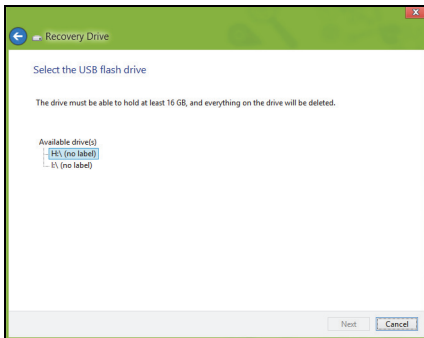 Recovery Drive
Select the USB flash drive
The drive must be able to hold at least 16 GB, and everything on the drive will be deleted.
Available drive(s)
H:\ (no label)
I:\ (no label)
Next Cancel